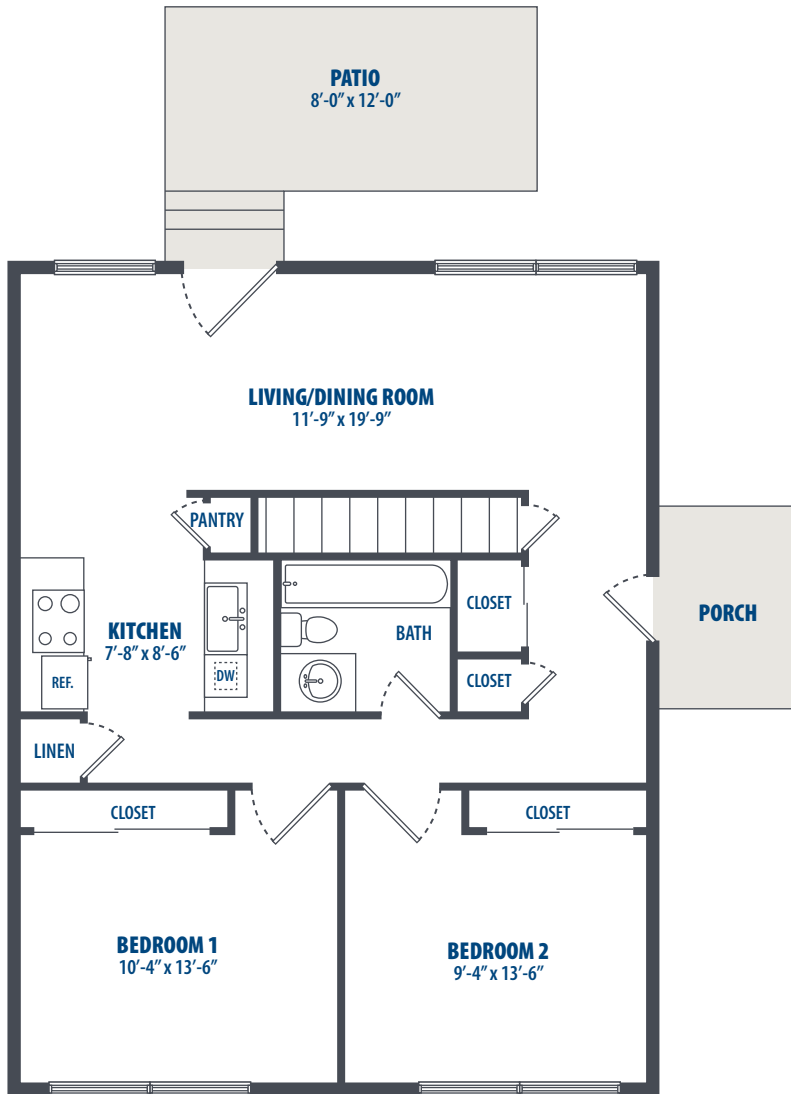 PATIO
8’-0” x 12’-0”
LIVING/DINING ROOM
11’-9” x 19’-9”
PANTRY
CLOSET
KITCHEN
7’-8” x 8’-6”
BATH
PORCH
REF.
DW
CLOSET
LINEN
CLOSET
CLOSET
BEDROOM 1
10’-4” x 13’-6”
BEDROOM 2
9’-4” x 13’-6”